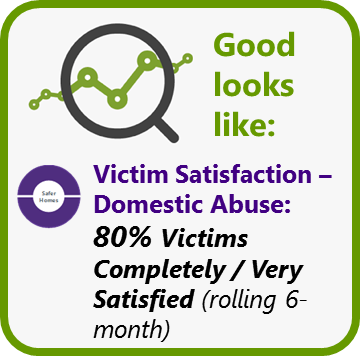 Good
looks
like:
Safer
Homes
Victim Satisfaction –
Domestic Abuse:
80% Victims
Completely / Very
Satisfied (rolling 6-
month)